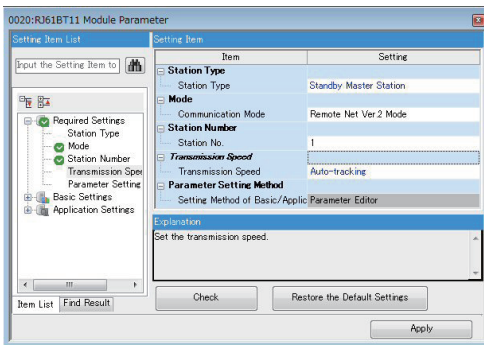 0020:RJ61BT11 Module Parameter
Setting Item List
Input the Setting Item to
Required Settings
Station Type
Mode
Station Number
Transmission Spee
Parameter Setting
Basic Settings
Application Settings
Item List
Find Result
Setting Item
Item Setting
Station Type
Station Type Standby Master Station
Mode
Communication Mode Remote Net Ver.2 Mode
Station Number
Station No. 1
Transmission Speed
Transmission Speed Auto-tracking
Parameter Setting Method
Setting Method of Basic/Applic Parameter Editor
Explanation
Set the transmission speed.
Check
Restore the Default Settings
Apply